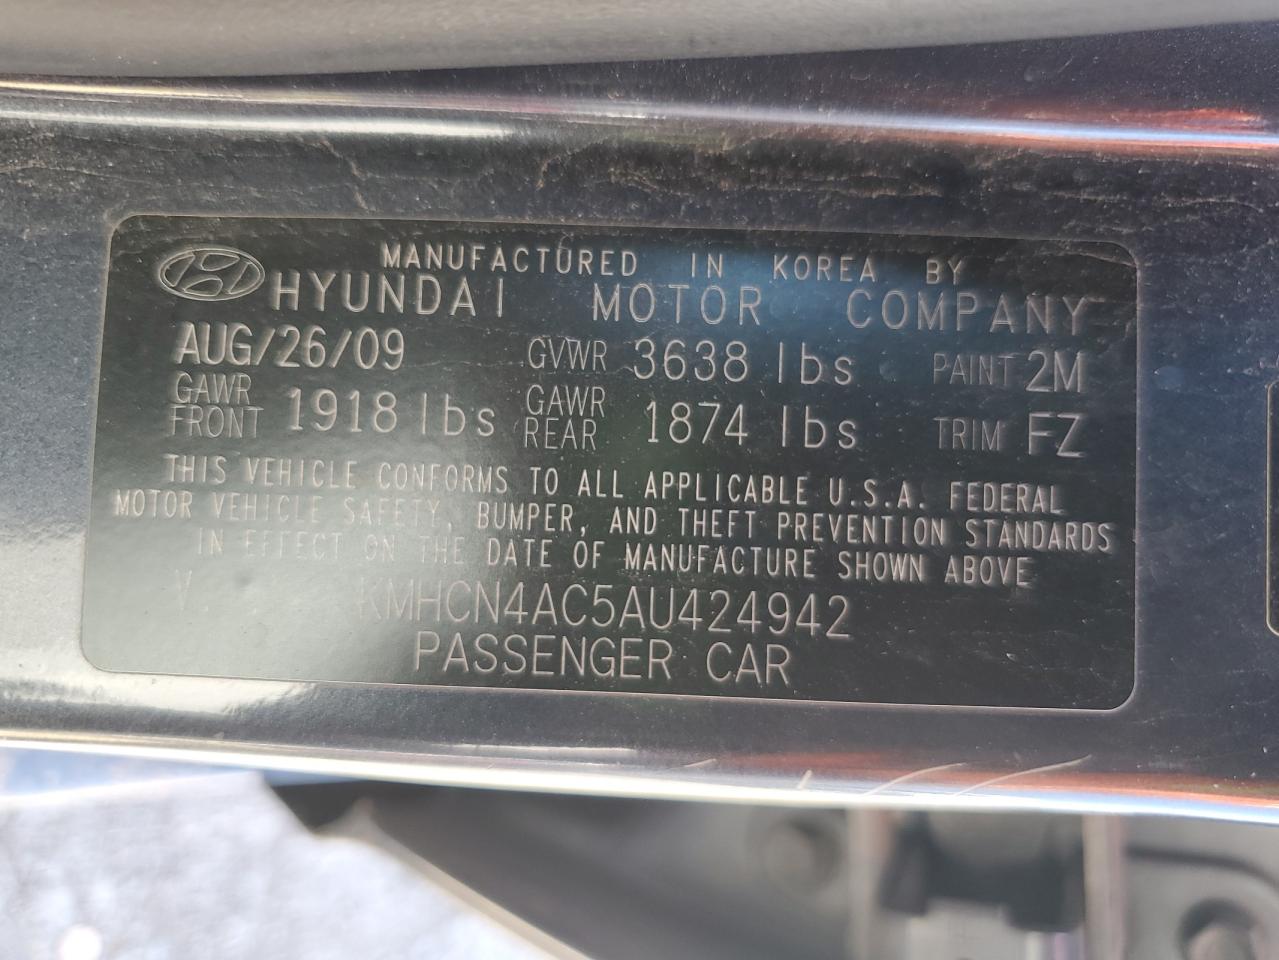 MANUFACTURED IN KOREA BY
HYUNDAI MOTOR COMPANY
AUG/26/09 GVWR 3638 lbs PAINT 2M
GAWR FRONT 1918 lbs GAWR REAR 1874 lbs TRIM FZ
THIS VEHICLE CONFORMS TO ALL APPLICABLE U.S.A. FEDERAL
MOTOR VEHICLE SAFETY, BUMPER, AND THEFT PREVENTION STANDARDS
IN EFFECT ON THE DATE OF MANUFACTURE SHOWN ABOVE
KMHCN4AC5AU424942
PASSENGER CAR